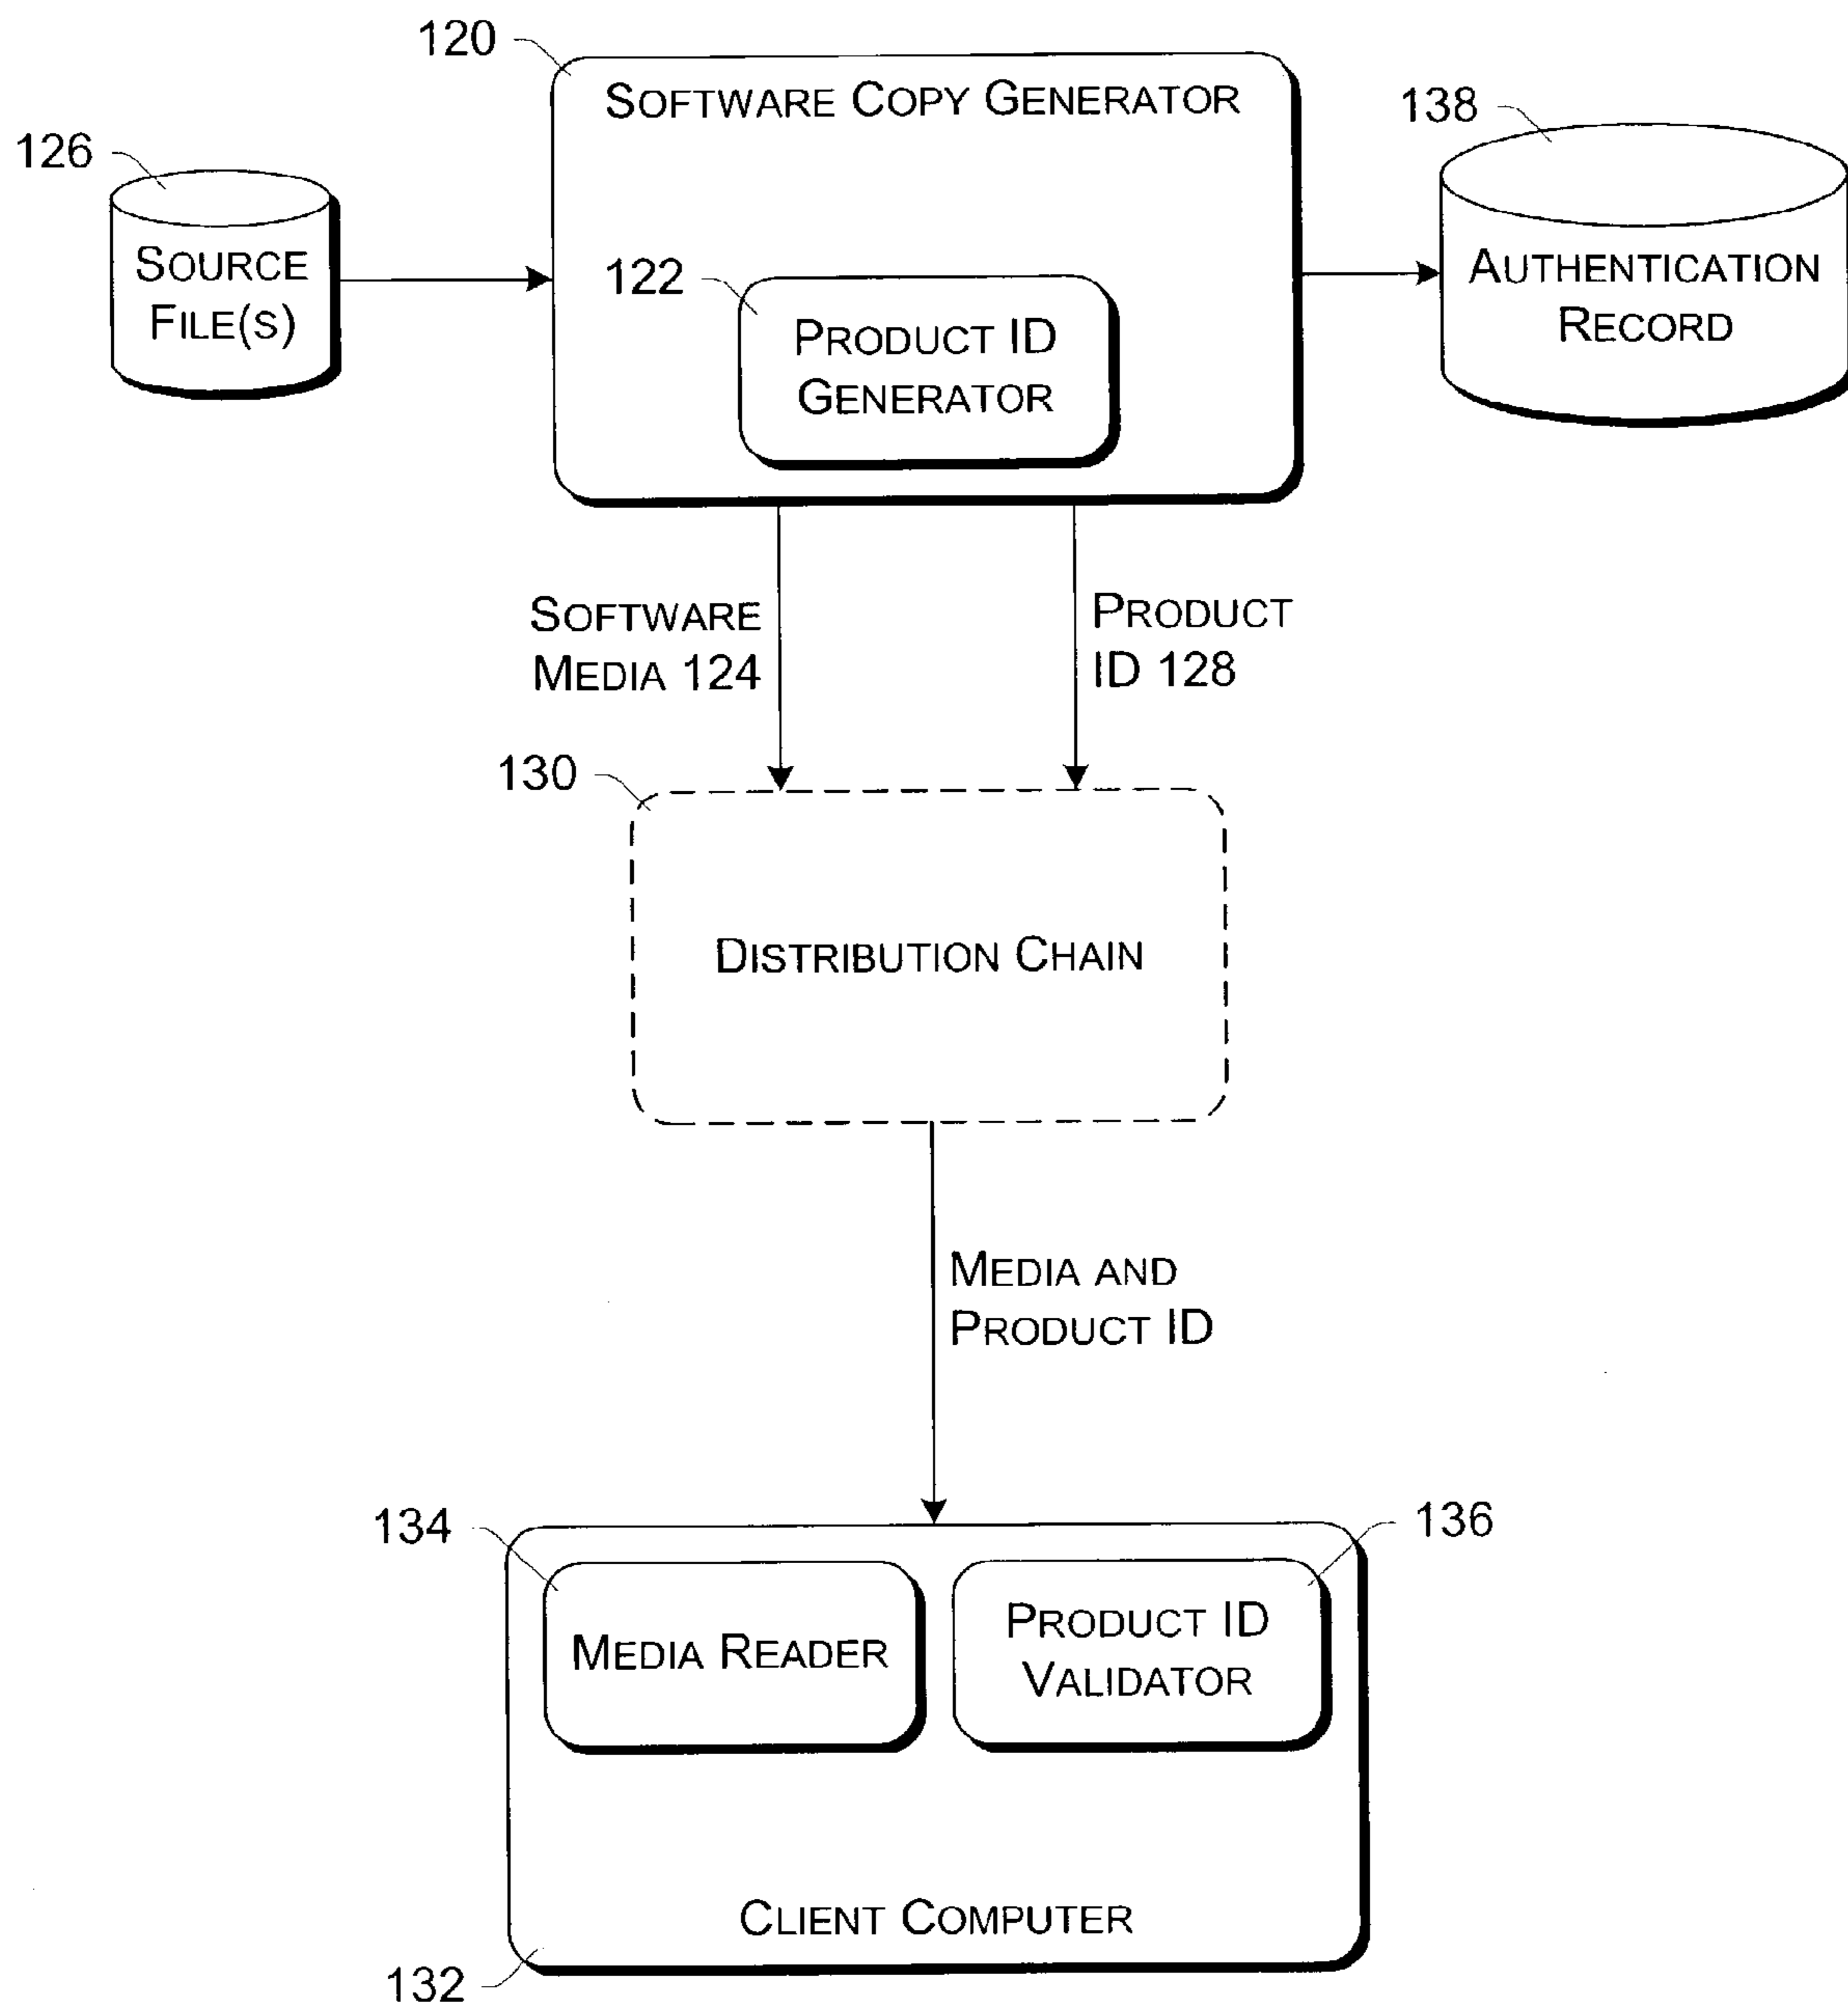 120
SOFTWARE COPY GENERATOR
138
126
SOURCE
FILE(S)
122
PRODUCT ID
GENERATOR
AUTHENTICATION
RECORD
SOFTWARE
MEDIA 124
PRODUCT
ID 128
130
DISTRIBUTION CHAIN
MEDIA AND
PRODUCT ID
134
136
MEDIA READER
PRODUCT ID
VALIDATOR
CLIENT COMPUTER
132